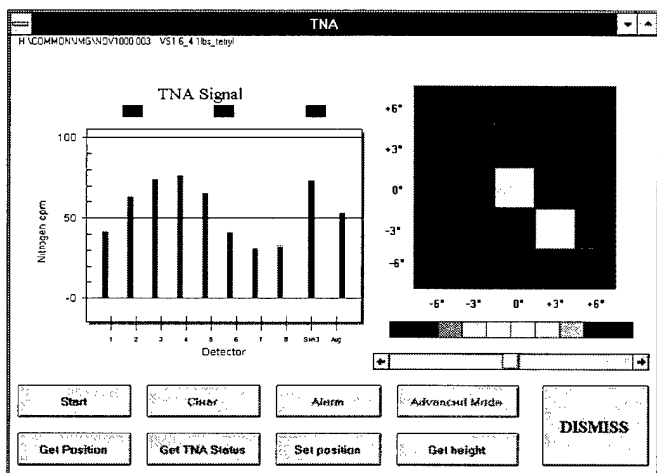 TNA
H:\COMMON\IMG\NOV1000.003 VS1.6_4.1lbs_tetryl
TNA Signal
100
50
-0
Nitrogen cpm
1 2 3 4 5 6 7 8 Sum3 Avg
Detector
+6°
+3°
0°
-3°
-6°
-6° -3° 0° +3° +6°
Start Clear Alarm Advanced Mode
DISMISS
Get Position Get TNA Status Set position Get height